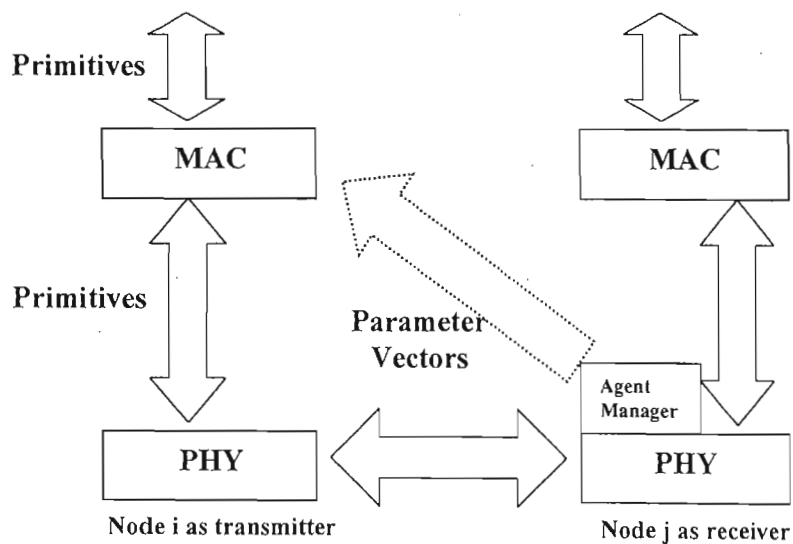 Primitives
MAC
MAC
Primitives
Parameter
Vectors
Agent
Manager
PHY
PHY
Node i as transmitter
Node j as receiver